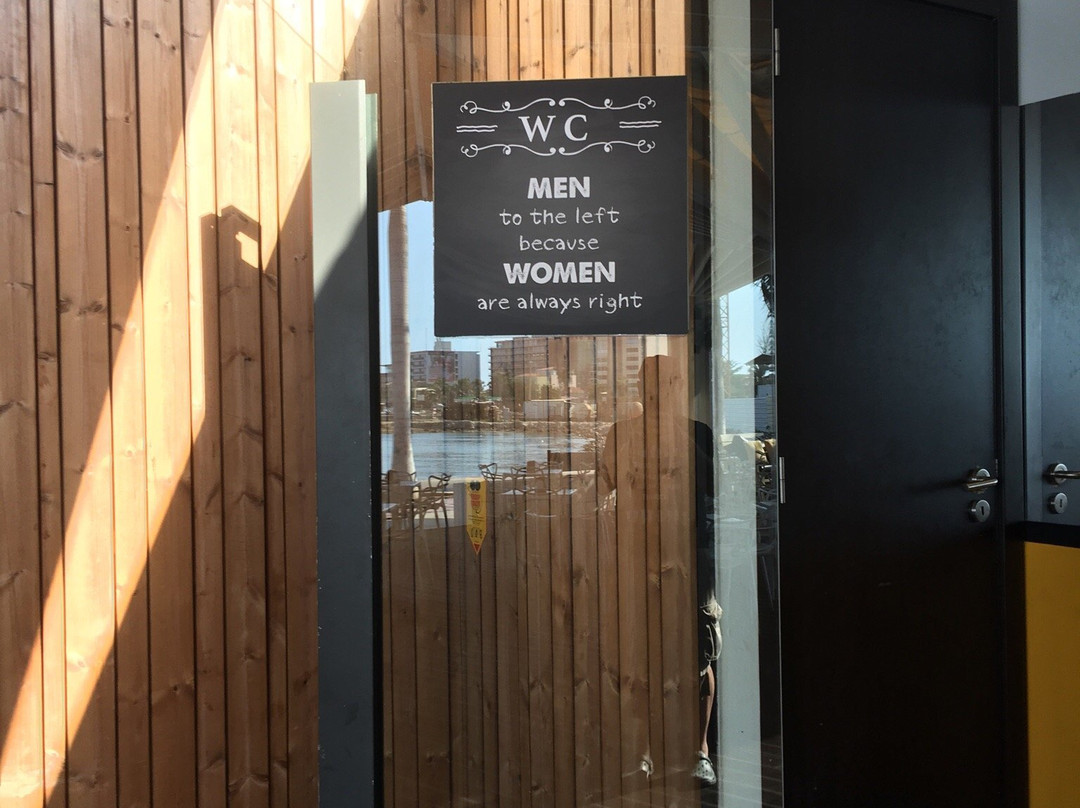 WC
MEN
to the left
because
WOMEN
are always right